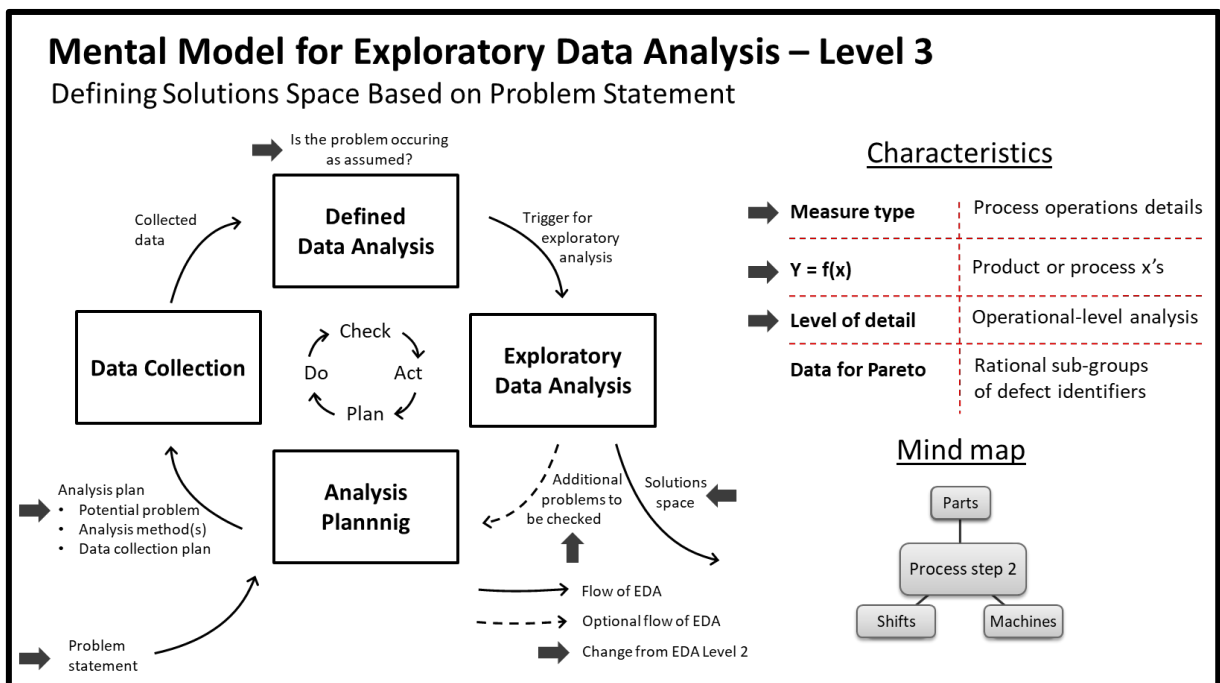 Mental Model for Exploratory Data Analysis – Level 3
Defining Solutions Space Based on Problem Statement
Is the problem occuring
as assumed?
Defined
Data Analysis
Collected
data
Trigger for
exploratory
analysis
Data Collection
Check
Do
Act
Plan
Exploratory
Data Analysis
Analysis
Plannnig
Analysis plan
• Potential problem
• Analysis method(s)
• Data collection plan
Additional
problems to
be checked
Solutions
space
Problem
statement
Flow of EDA
Optional flow of EDA
Change from EDA Level 2
Characteristics
Measure type
Process operations details
Y = f(x)
Product or process x's
Level of detail
Operational-level analysis
Data for Pareto
Rational sub-groups
of defect identifiers
Mind map
Parts
Process step 2
Shifts
Machines